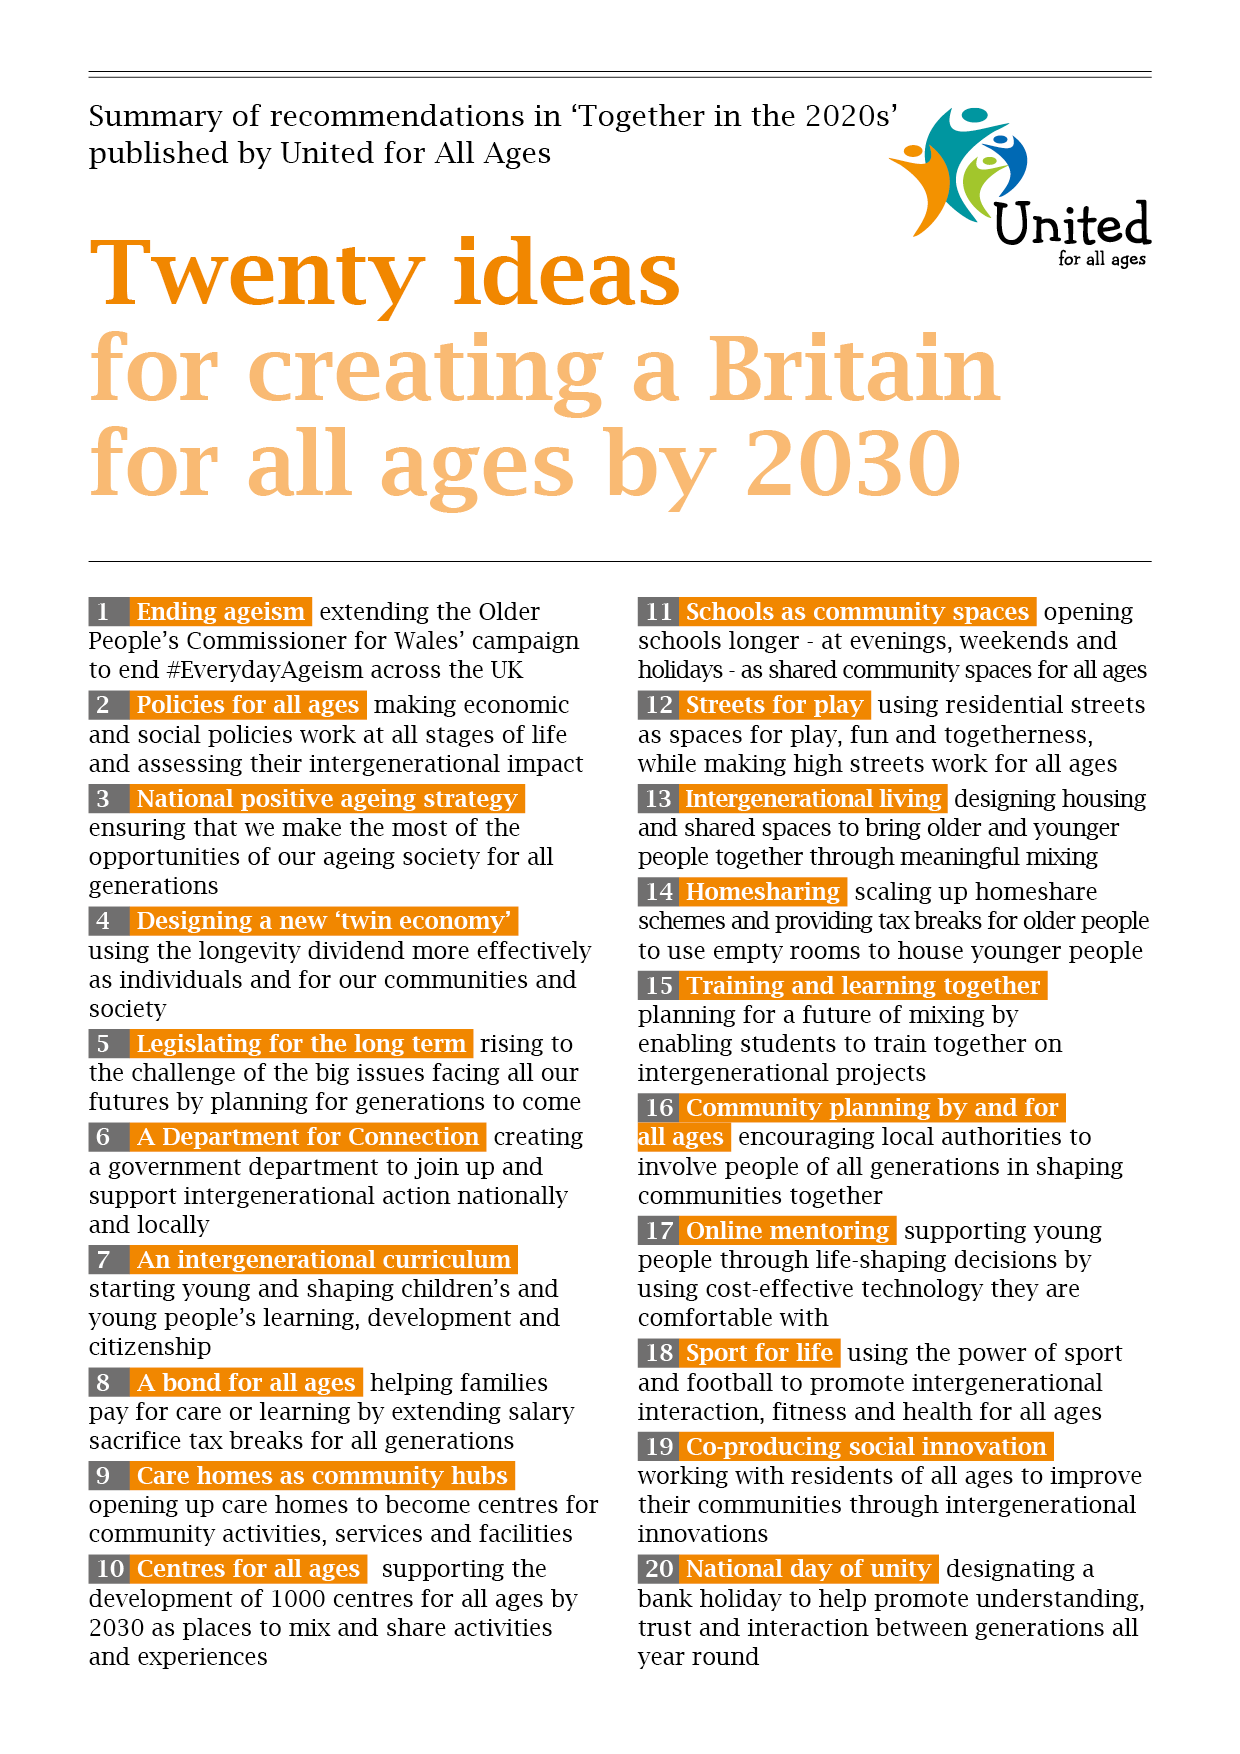 Summary of recommendations in ‘Together in the 2020s’
published by United for All Ages
United
for all ages
Twenty ideas
for creating a Britain
for all ages by 2030
1 Ending ageism extending the Older
People’s Commissioner for Wales’ campaign
to end #EverydayAgeism across the UK
2 Policies for all ages making economic
and social policies work at all stages of life
and assessing their intergenerational impact
3 National positive ageing strategy
ensuring that we make the most of the
opportunities of our ageing society for all
generations
4 Designing a new ‘twin economy’
using the longevity dividend more effectively
as individuals and for our communities and
society
5 Legislating for the long term rising to
the challenge of the big issues facing all our
futures by planning for generations to come
6 A Department for Connection creating
a government department to join up and
support intergenerational action nationally
and locally
7 An intergenerational curriculum
starting young and shaping children’s and
young people’s learning, development and
citizenship
8 A bond for all ages helping families
pay for care or learning by extending salary
sacrifice tax breaks for all generations
9 Care homes as community hubs
opening up care homes to become centres for
community activities, services and facilities
10 Centres for all ages supporting the
development of 1000 centres for all ages by
2030 as places to mix and share activities
and experiences
11 Schools as community spaces opening
schools longer - at evenings, weekends and
holidays - as shared community spaces for all ages
12 Streets for play using residential streets
as spaces for play, fun and togetherness,
while making high streets work for all ages
13 Intergenerational living designing housing
and shared spaces to bring older and younger
people together through meaningful mixing
14 Homesharing scaling up homeshare
schemes and providing tax breaks for older people
to use empty rooms to house younger people
15 Training and learning together
planning for a future of mixing by
enabling students to train together on
intergenerational projects
16 Community planning by and for
all ages encouraging local authorities to
involve people of all generations in shaping
communities together
17 Online mentoring supporting young
people through life-shaping decisions by
using cost-effective technology they are
comfortable with
18 Sport for life using the power of sport
and football to promote intergenerational
interaction, fitness and health for all ages
19 Co-producing social innovation
working with residents of all ages to improve
their communities through intergenerational
innovations
20 National day of unity designating a
bank holiday to help promote understanding,
trust and interaction between generations all
year round